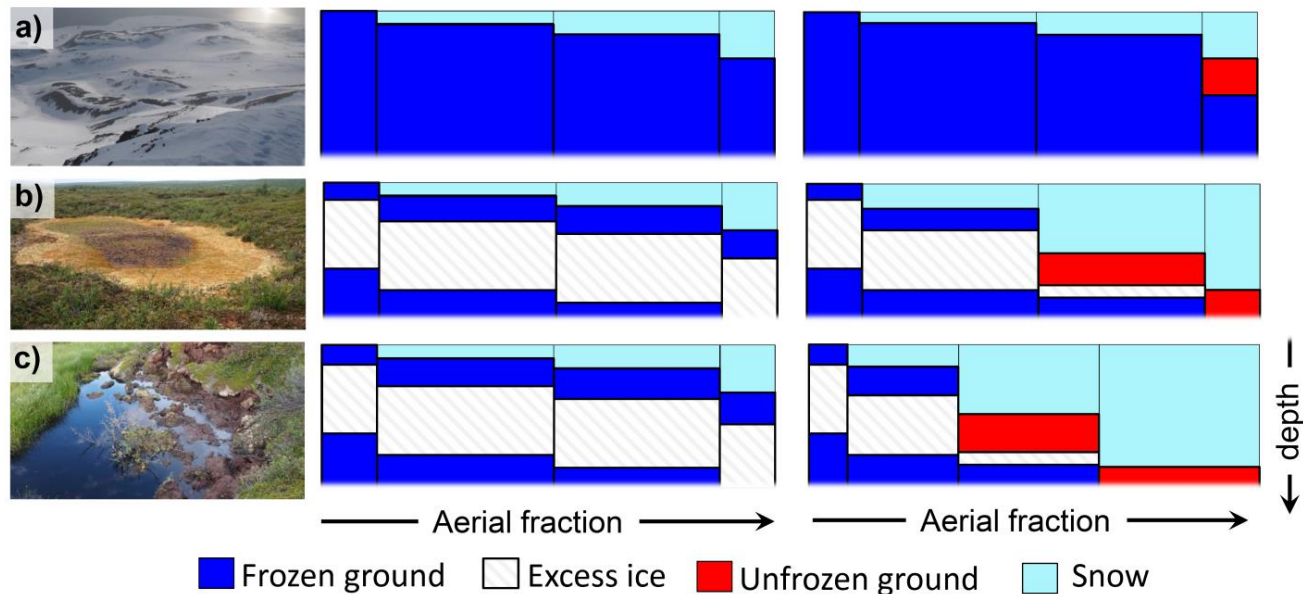 a)
b)
c)
depth
Aerial fraction
Aerial fraction
Frozen ground
Excess ice
Unfrozen ground
Snow